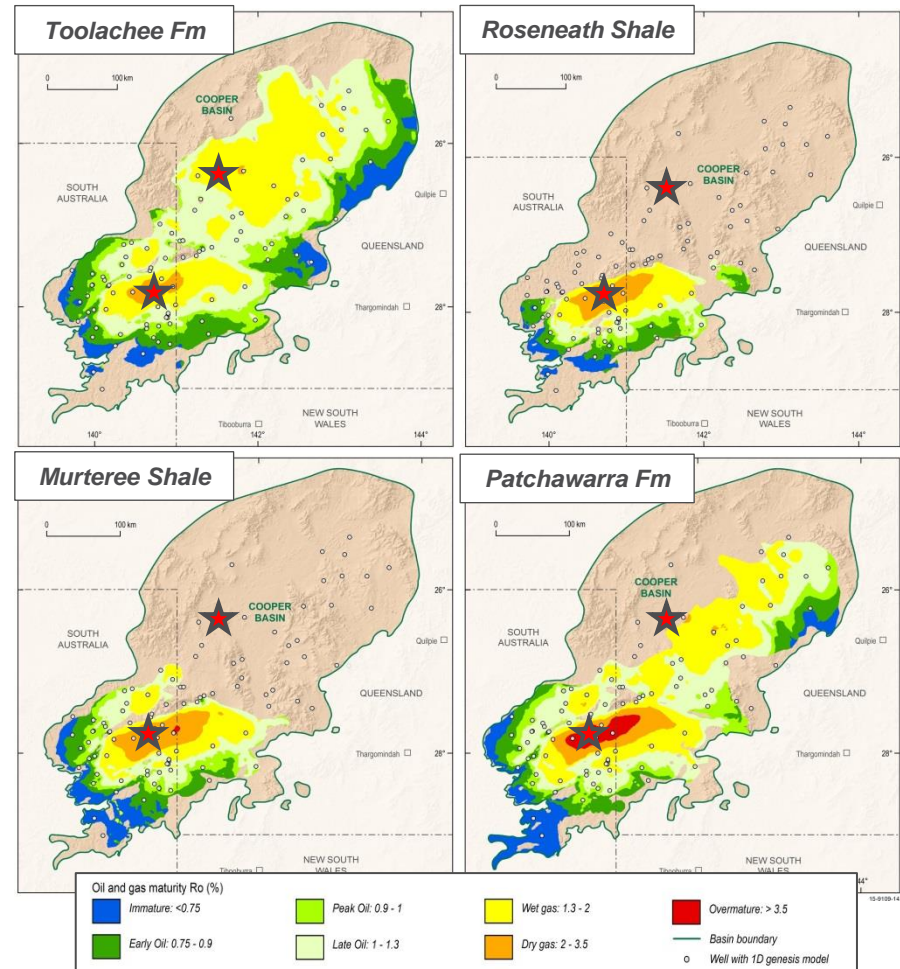 Toolachee Fm
0 100 km
COOPER
BASIN
26°
SOUTH
AUSTRALIA
Quilpie
QUEENSLAND
28°
Thargomindah
NEW SOUTH
WALES
Tibooburra
140° 142° 144°
Roseneath Shale
0 100 km
COOPER
BASIN
26°
SOUTH
AUSTRALIA
Quilpie
QUEENSLAND
28°
Thargomindah
NEW SOUTH
WALES
Tibooburra
140° 142° 144°
Murteree Shale
0 100 km
COOPER
BASIN
26°
SOUTH
AUSTRALIA
Quilpie
QUEENSLAND
28°
Thargomindah
NEW SOUTH
WALES
Patchawarra Fm
0 100 km
COOPER
BASIN
26°
SOUTH
AUSTRALIA
Quilpie
QUEENSLAND
28°
Thargomindah
NEW SOUTH
WALES
4°
15-9109-14
Oil and gas maturity Ro (%)
Immature: <0.75
Early Oil: 0.75 - 0.9
Peak Oil: 0.9 - 1
Late Oil: 1 - 1.3
Wet gas: 1.3 - 2
Dry gas: 2 - 3.5
Overmature: > 3.5
Basin boundary
Well with 1D genesis model